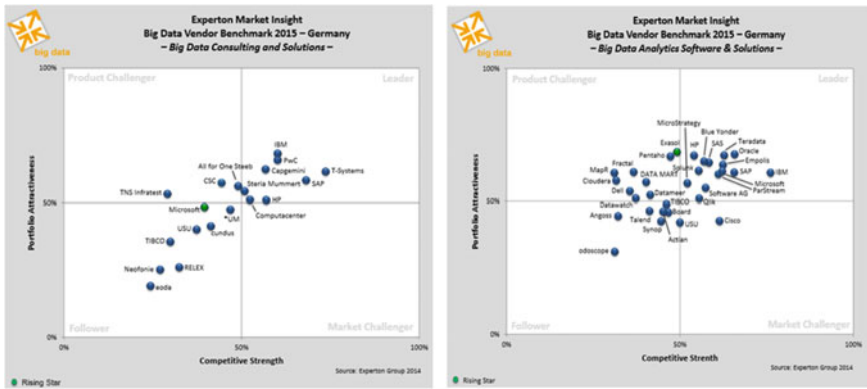 Experton Market Insight
Big Data Vendor Benchmark 2015 – Germany
– Big Data Consulting and Solutions –
big data
100%
Product Challenger
Leader
IBM
PwC
All for One Steeb
Capgemini
T-Systems
CSC
Steria Mummert
SAP
TNS Infratest
Portfolio Attractiveness
50%
Microsoft
HP
Computacenter
*UM
USU
Eundus
TIBCO
Neofonie
RELEX
eoda
Follower
Market Challenger
0%
0%
50%
100%
Competitive Strength
Source: Experton Group 2014
Rising Star
Experton Market Insight
Big Data Vendor Benchmark 2015 – Germany
– Big Data Analytics Software & Solutions –
big data
100%
Product Challenger
Leader
MicroStrategy
Blue Yonder
Exasol
HP
SAS
Teradata
Pentaho
Oracle
Fractal
Splunk
Empolis
MapR
DATA MART
SAP
IBM
Cloudera
Microsoft
ParStream
Dell
Datameer
Software AG
Portfolio Attractiveness
50%
Datawatch
TIBCO
Qlik
Angoss
Board
Talend
USU
Cisco
Synop
Actian
odoscope
Follower
Market Challenger
0%
0%
50%
100%
Competitive Strenth
Source: Experton Group 2014
Rising Star